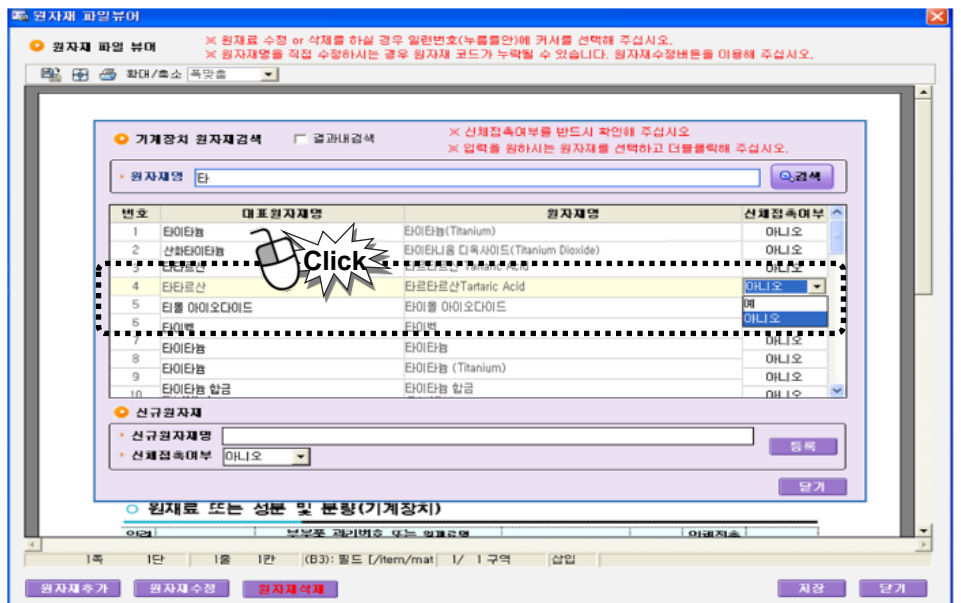 원자재 파일뷰어
원자재 파일 뷰어
※ 원재료 수정 or 삭제를 하실 경우 일련번호(누름틀안)에 커서를 선택해 주십시오.
※ 원자재명을 직접 수정하시는 경우 원자재 코드가 누락될 수 있습니다. 원자재수정버튼을 이용해 주십시오.
확대/축소 폭맞춤
기계장치 원자재검색 결과내검색
※ 신체접촉여부를 반드시 확인해 주십시오
※ 입력을 원하시는 원자재를 선택하고 더블클릭해 주십시오.
원자재명 타 검색
번호 대표원자재명 원자재명 신체접촉여부
1 타이타늄 타이타늄(Titanium) 아니오
2 산화타이타늄 타이타니움 디옥사이드(Titanium Dioxide) 아니오
3 타타르산 타르타르산 Tartaric Acid 아니오
4 타타르산 타르타르산Tartaric Acid 아니오
예
아니오
Click
5 티몰 아이오다이드 타이몰 아이오다이드
6 타이벡 타이벡
7 타이타늄 타이타늄 아니오
8 타이타늄 타이타늄 (Titanium) 아니오
9 타이타늄 합금 타이타늄 합금 아니오
10 아니오
신규원자재
신규원자재명
신체접촉여부 아니오 등록
닫기
원재료 또는 성분 및 분량(기계장치)
1쪽 1단 1줄 1칸 (B3): 필드 [/item/mat 1/ 1 구역 삽입
원자재추가 원자재수정 원자재삭제 저장 닫기